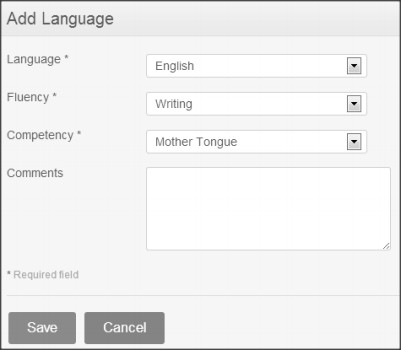 Add Language
Language * English
Fluency * Writing
Competency * Mother Tongue
Comments
* Required field
Save Cancel